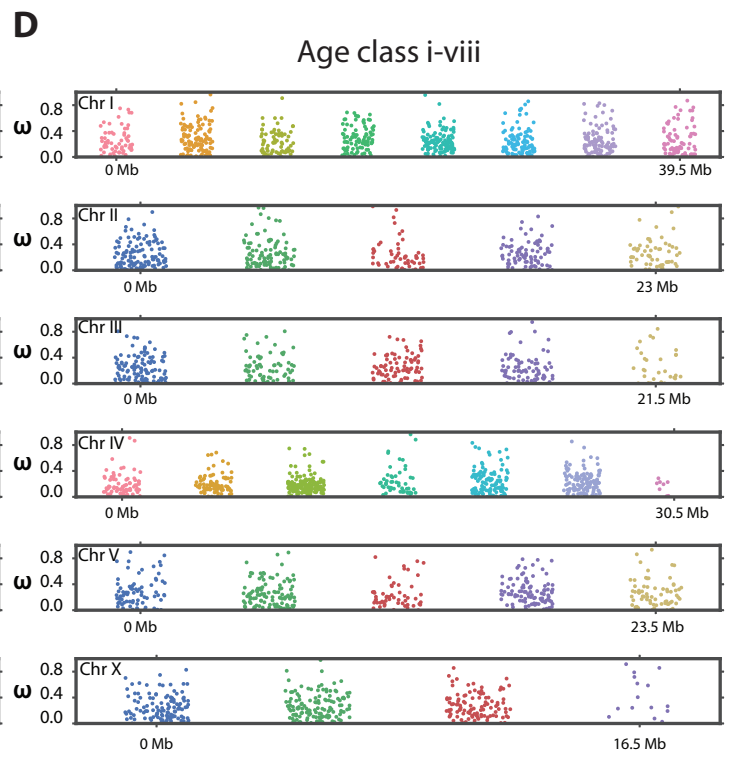 D
Age class i-viii
Chr I
ω
0.8
0.4
0.0
0 Mb
39.5 Mb
Chr II
ω
0.8
0.4
0.0
0 Mb
23 Mb
Chr III
ω
0.8
0.4
0.0
0 Mb
21.5 Mb
Chr IV
ω
0.8
0.4
0.0
0 Mb
30.5 Mb
Chr V
ω
0.8
0.4
0.0
0 Mb
23.5 Mb
Chr X
ω
0.8
0.4
0.0
0 Mb
16.5 Mb